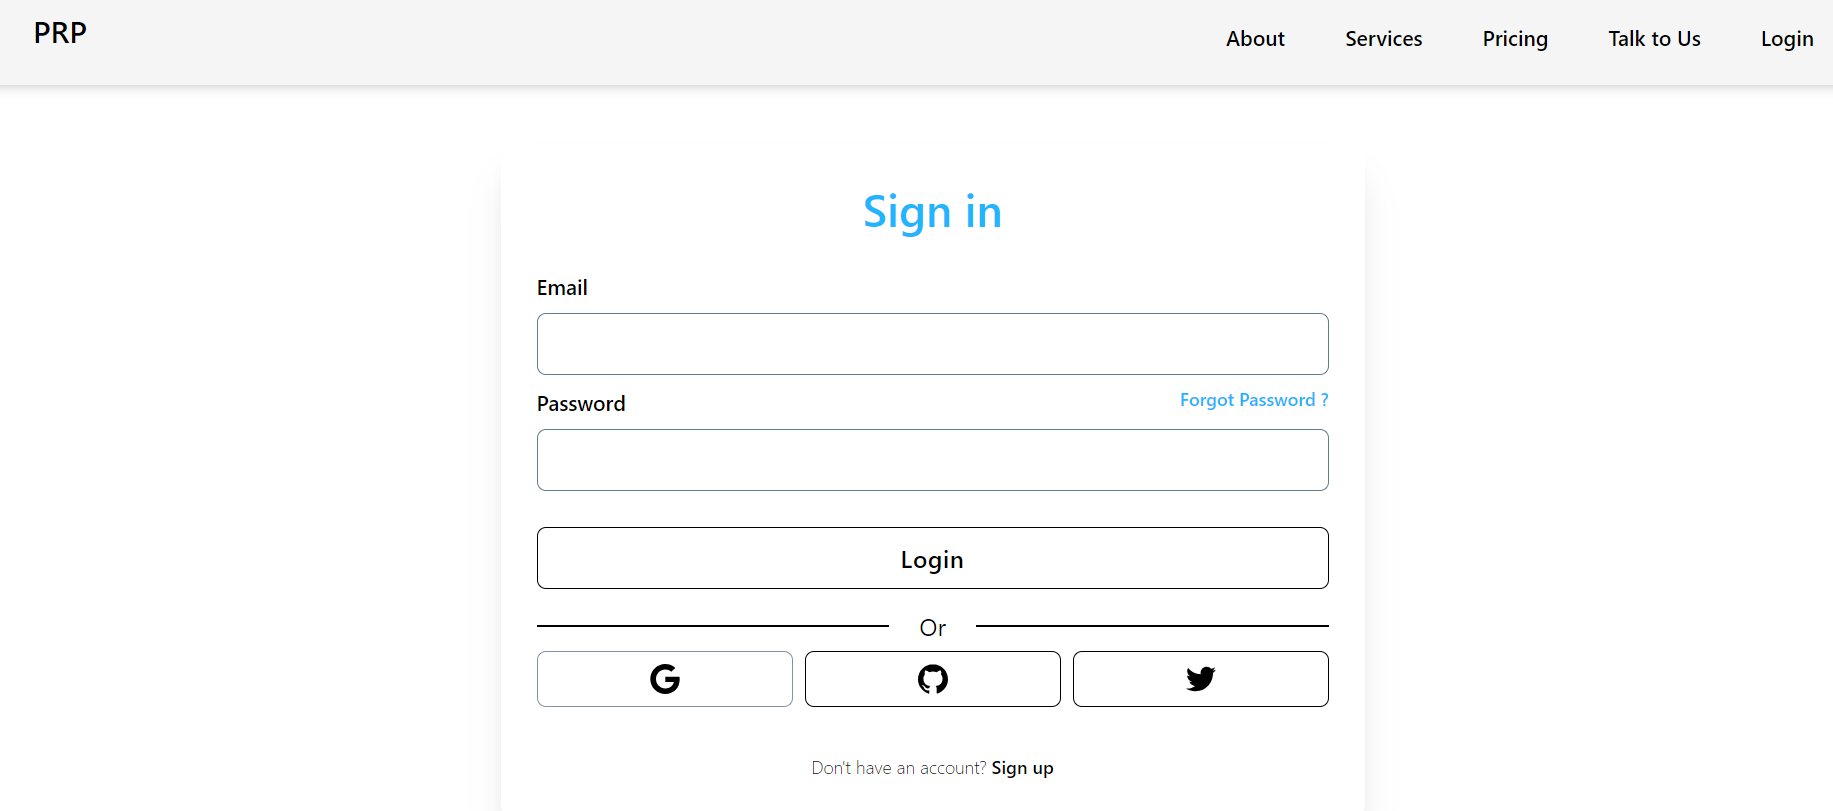 PRP
About Services Pricing Talk to Us Login
Sign in
Email
Password Forgot Password ?
Login
Or
Don't have an account? Sign up